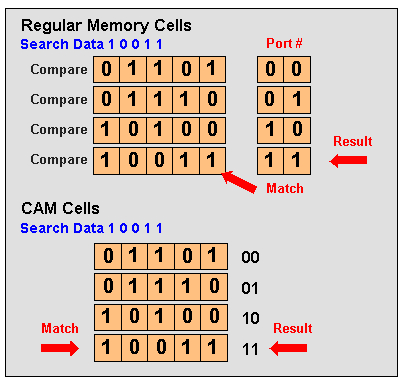 Regular Memory Cells
Search Data 1 0 0 1 1 Port #
Compare 0 1 1 0 1 0 0
Compare 0 1 1 1 0 0 1
Compare 1 0 1 0 0 1 0
Result
Compare 1 0 0 1 1 1 1
Match
CAM Cells
Search Data 1 0 0 1 1
0 1 1 0 1 00
0 1 1 1 0 01
1 0 1 0 0 10
Match Result
1 0 0 1 1 11